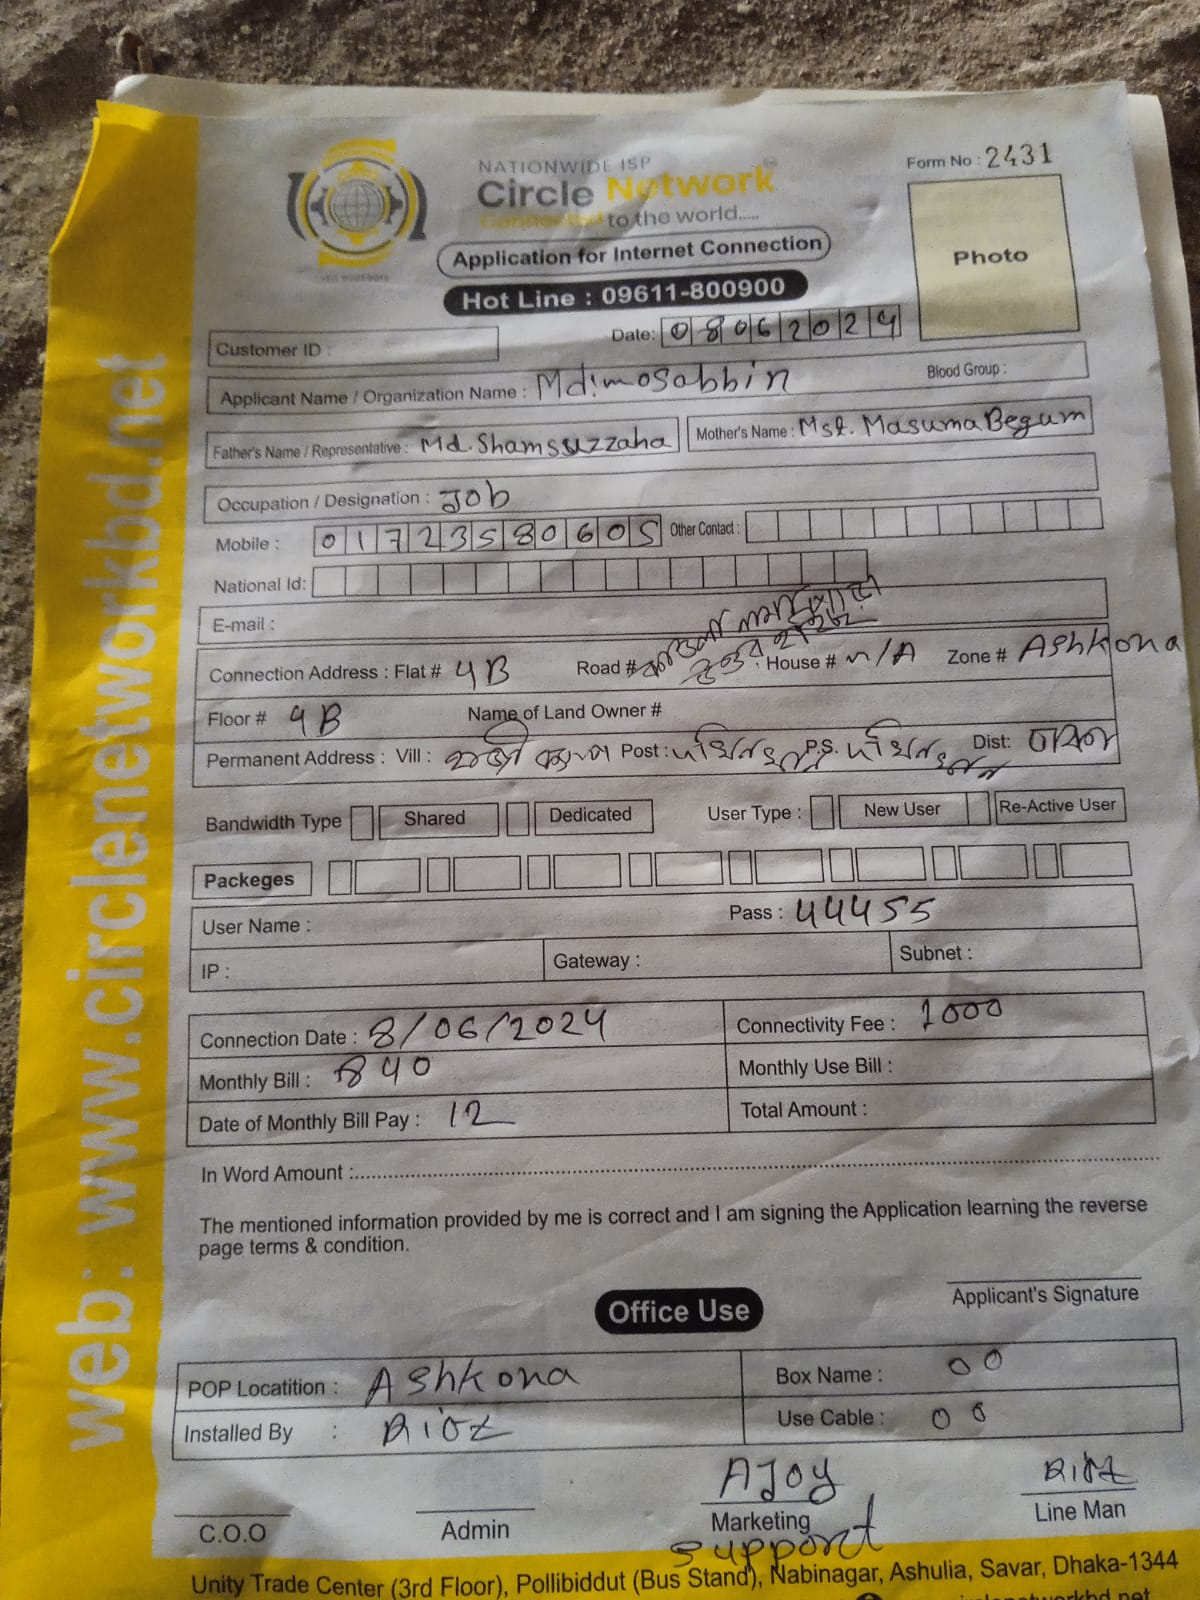 web: www.circlenetworkbd.net
NATIONWIDE ISP
Circle Network
Connected to the world.....
Form No : 2431
Photo
Application for Internet Connection
Hot Line : 09611-800900
Date: 08062024
Customer ID :
Applicant Name / Organization Name : Md: mosabbin
Blood Group :
Father's Name / Representative : Md. Shamsuzzaha Mother's Name : Mst. Masuma Begum
Occupation / Designation : Job
Mobile : 01723580605 Other Contact :
National Id:
E-mail :
Connection Address : Flat # 4B Road # House # n/A Zone # Ashkona
Floor # 4B Name of Land Owner #
Permanent Address : Vill : Post : P.S. Dist: ঢাকা
Bandwidth Type Shared Dedicated User Type : New User Re-Active User
Packeges
User Name : Pass : 44455
IP : Gateway : Subnet :
Connection Date : 8/06/2024 Connectivity Fee : 1000
Monthly Bill : 840 Monthly Use Bill :
Date of Monthly Bill Pay : 12 Total Amount :
In Word Amount :
The mentioned information provided by me is correct and I am signing the Application learning the reverse
page terms & condition.
Applicant's Signature
Office Use
POP Locatition : Ashkona Box Name : 00
Installed By : Use Cable : 00
AJOY
C.O.O Admin Marketing Line Man
support
Unity Trade Center (3rd Floor), Pollibiddut (Bus Stand), Nabinagar, Ashulia, Savar, Dhaka-1344